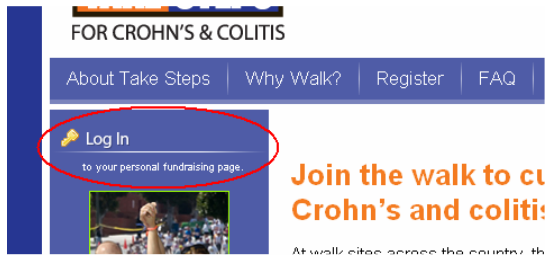 FOR CROHN'S & COLITIS
About Take Steps Why Walk? Register FAQ
Log In
to your personal fundraising page.
Join the walk to cu
Crohn's and colitis
At walk sites across the country, th